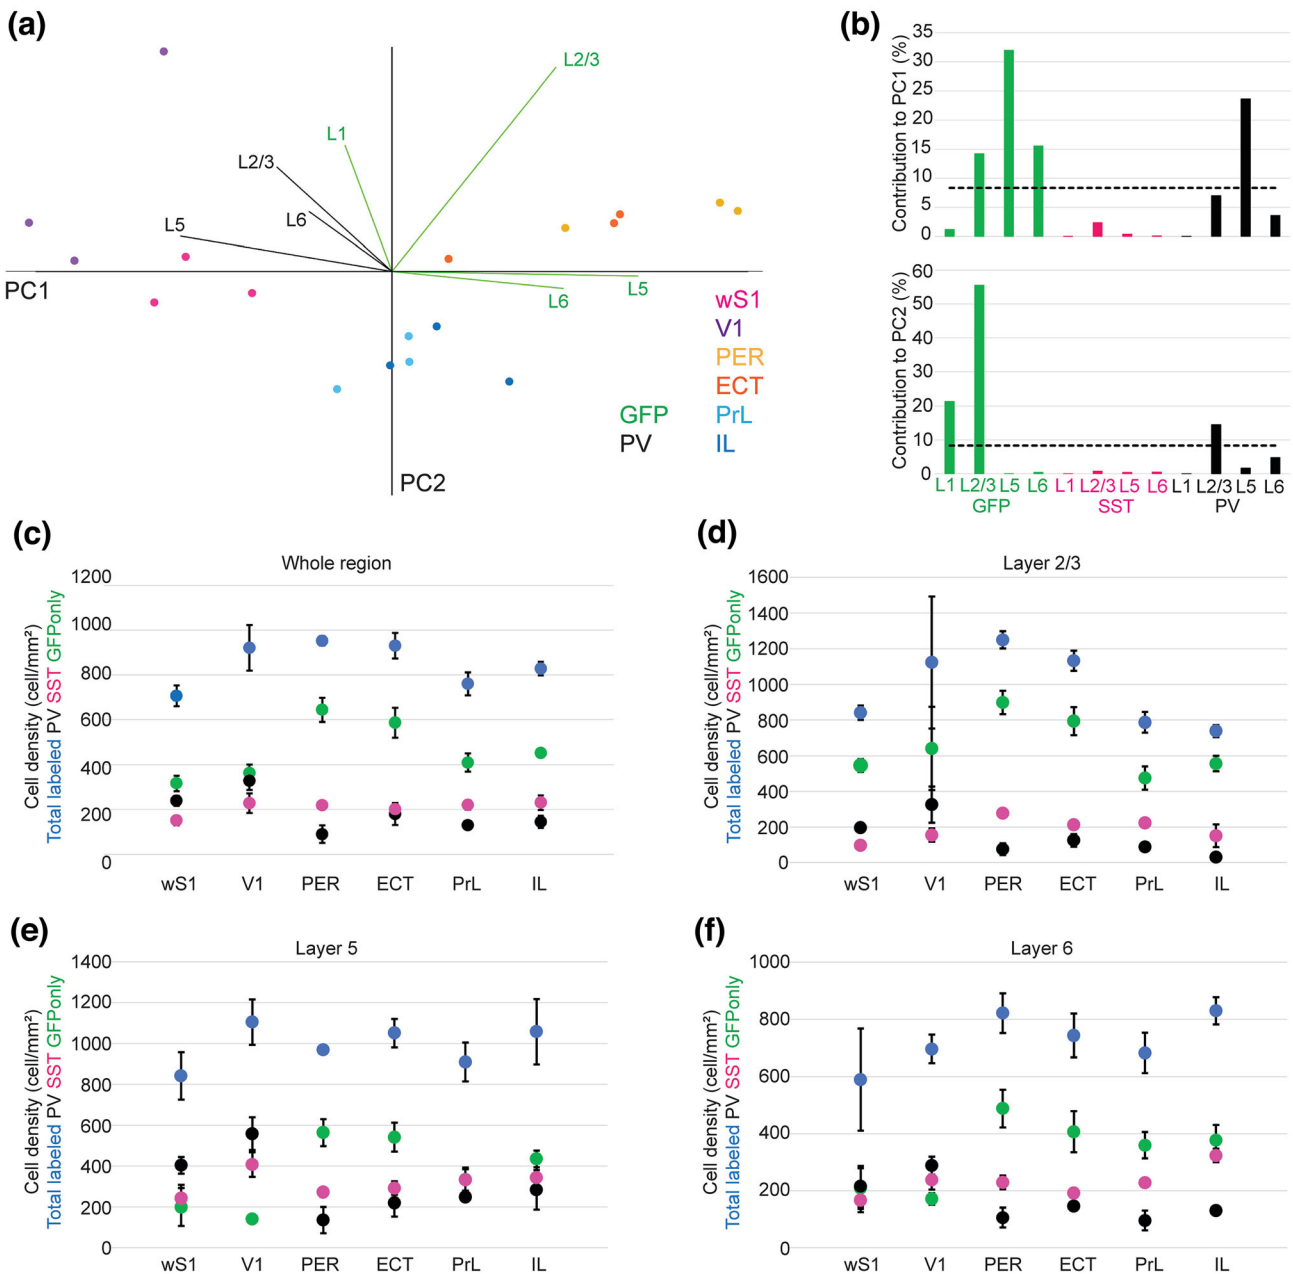 (a)
L2/3
L1
L2/3
L6
L5
PC1
L5
L6
wS1
V1
PER
ECT
GFP PrL
PV IL
PC2
(b)
Contribution to PC1 (%)
35
30
25
20
15
10
5
0
Contribution to PC2 (%)
60
50
40
30
20
10
0
L1 L2/3 L5 L6 L1 L2/3 L5 L6 L1 L2/3 L5 L6
GFP SST PV
(c)
Whole region
Cell density (cell/mm²)
Total labeled PV SST GFPonly
1200
1000
800
600
400
200
0
wS1 V1 PER ECT PrL IL
(d)
Layer 2/3
Cell density (cell/mm²)
Total labeled PV SST GFPonly
1600
1400
1200
1000
800
600
400
200
0
wS1 V1 PER ECT PrL IL
(e)
Layer 5
Cell density (cell/mm²)
Total labeled PV SST GFPonly
1400
1200
1000
800
600
400
200
0
wS1 V1 PER ECT PrL IL
(f)
Layer 6
Cell density (cell/mm²)
Total labeled PV SST GFPonly
1000
800
600
400
200
0
wS1 V1 PER ECT PrL IL